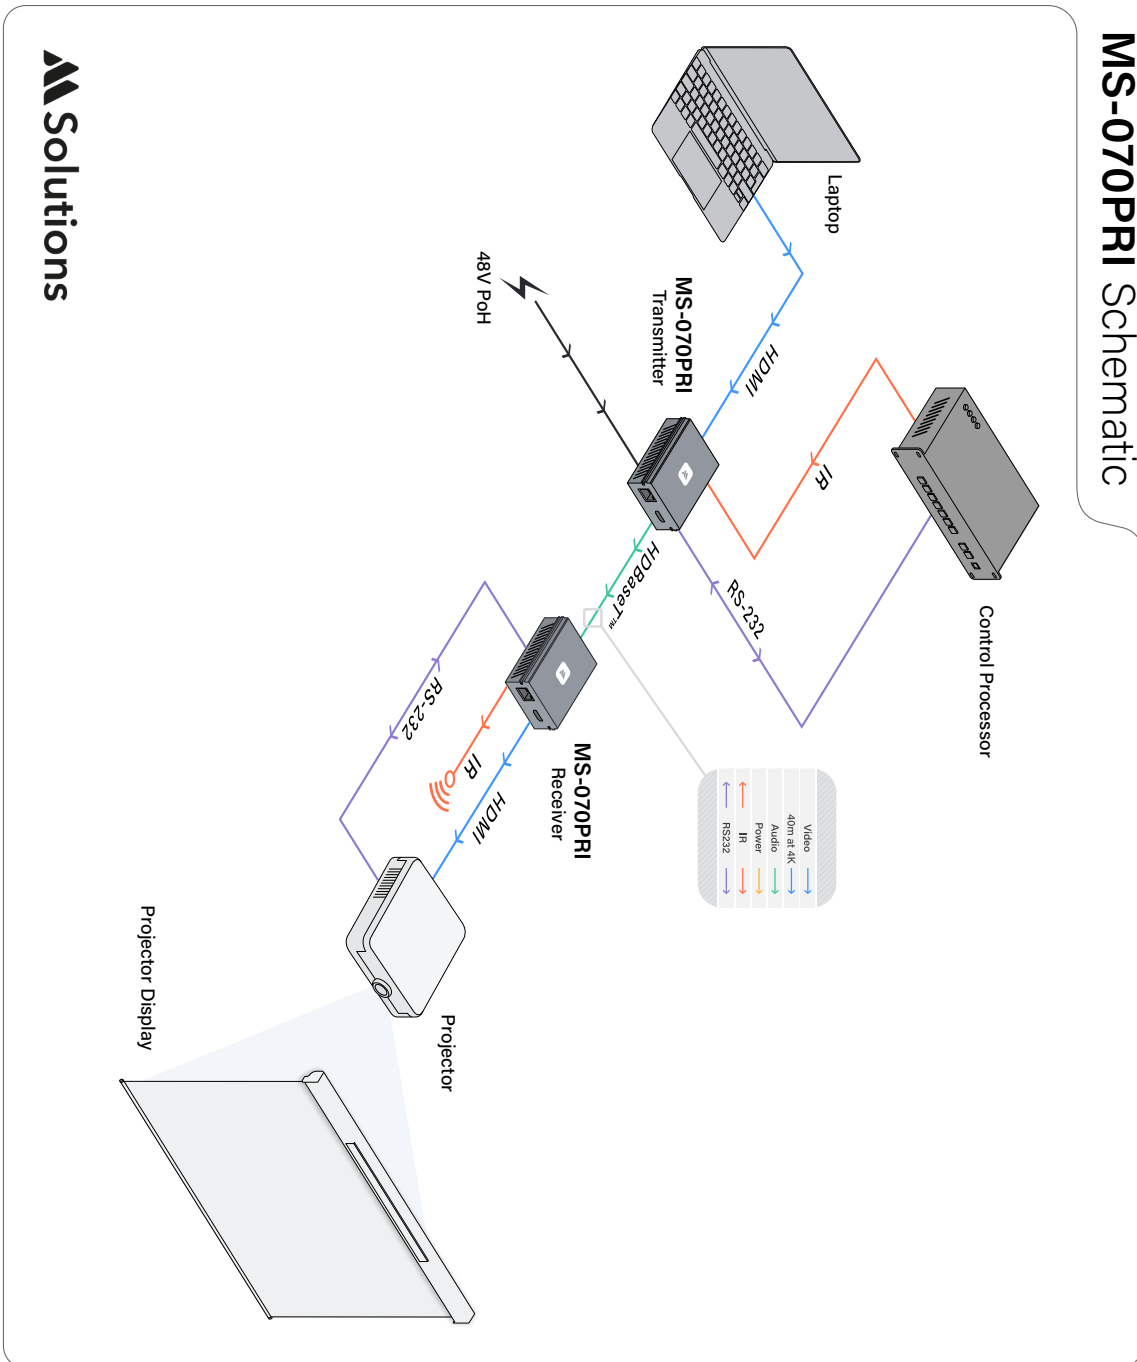 MS-070PRI Schematic
Laptop
Control Processor
HDMI
IR
RS-232
MS-070PRI
Transmitter
48V PoH
HDBaseT™
Video
40m at 4K
Audio
Power
IR
RS232
MS-070PRI
Receiver
RS-232
IR
HDMI
Projector
Projector Display
Solutions